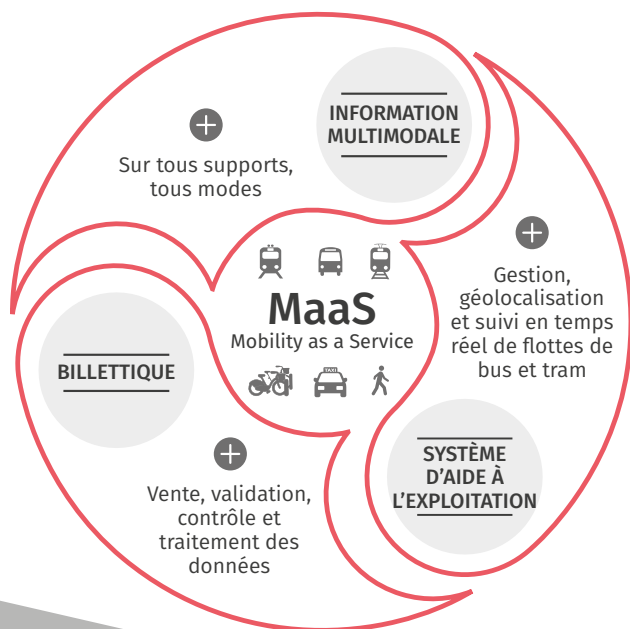 INFORMATION
MULTIMODALE
Sur tous supports,
tous modes
MaaS
Mobility as a Service
TAXI
Gestion,
géolocalisation
et suivi en temps
réel de flottes de
bus et tram
SYSTÈME
D'AIDE À
L'EXPLOITATION
BILLETTIQUE
Vente, validation,
contrôle et
traitement des
données